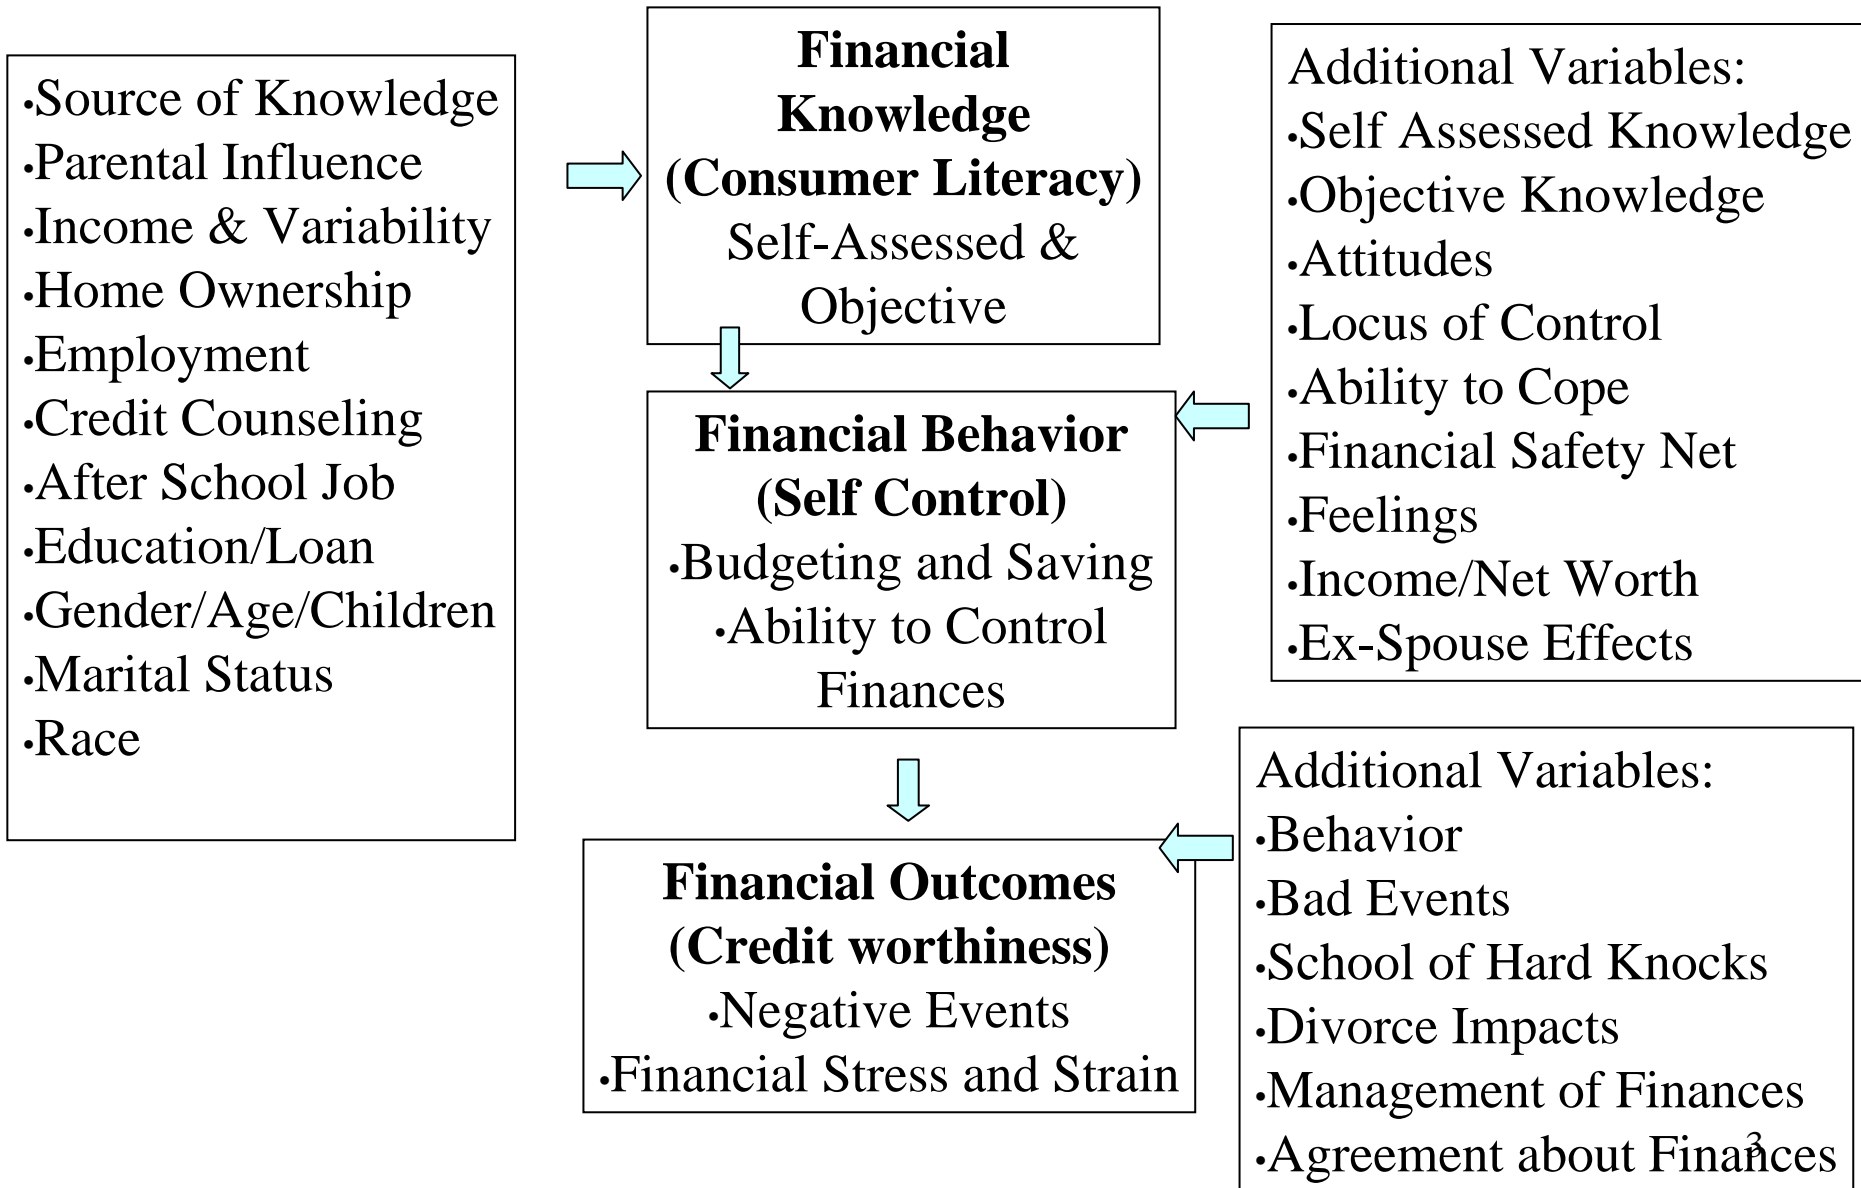 •Source of Knowledge
•Parental Influence
•Income & Variability
•Home Ownership
•Employment
•Credit Counseling
•After School Job
•Education/Loan
•Gender/Age/Children
•Marital Status
•Race
Financial
Knowledge
(Consumer Literacy)
Self-Assessed &
Objective
Financial Behavior
(Self Control)
•Budgeting and Saving
•Ability to Control
Finances
Financial Outcomes
(Credit worthiness)
•Negative Events
•Financial Stress and Strain
Additional Variables:
•Self Assessed Knowledge
•Objective Knowledge
•Attitudes
•Locus of Control
•Ability to Cope
•Financial Safety Net
•Feelings
•Income/Net Worth
•Ex-Spouse Effects
Additional Variables:
•Behavior
•Bad Events
•School of Hard Knocks
•Divorce Impacts
•Management of Finances
•Agreement about Finances
3